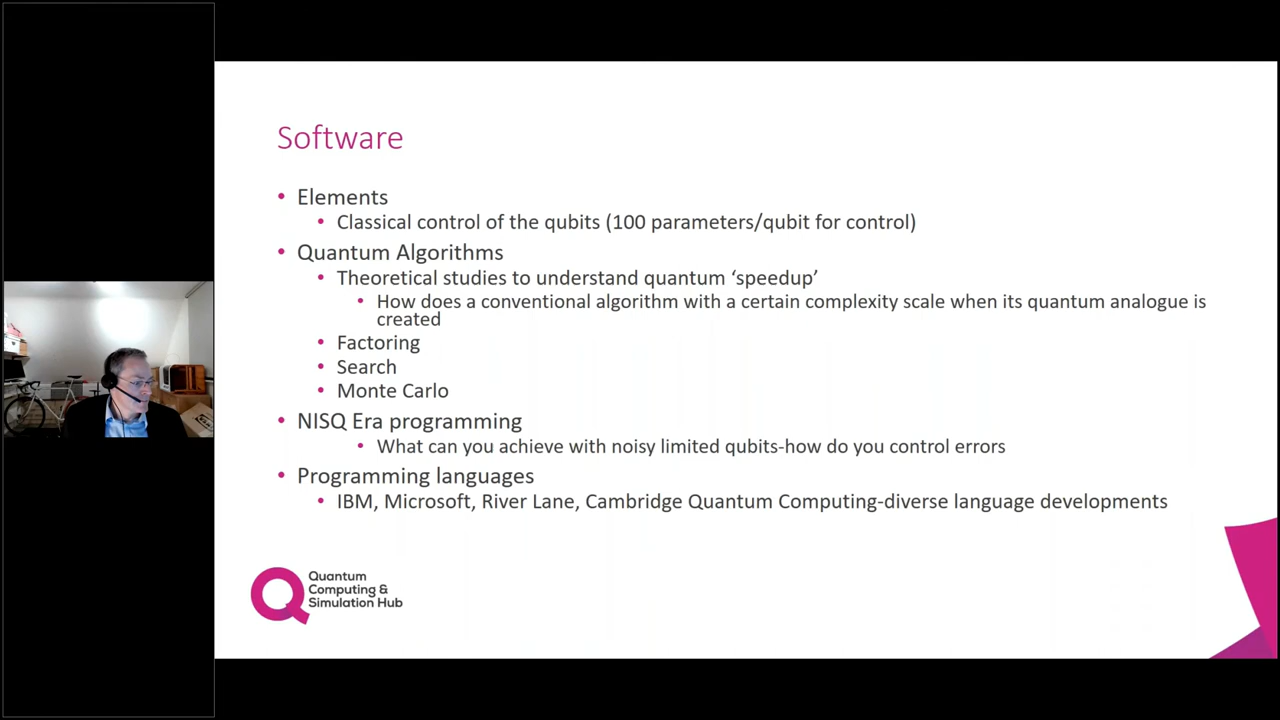 Software
• Elements
• Classical control of the qubits (100 parameters/qubit for control)
• Quantum Algorithms
• Theoretical studies to understand quantum ‘speedup’
• How does a conventional algorithm with a certain complexity scale when its quantum analogue is
created
• Factoring
• Search
• Monte Carlo
• NISQ Era programming
• What can you achieve with noisy limited qubits-how do you control errors
• Programming languages
• IBM, Microsoft, River Lane, Cambridge Quantum Computing-diverse language developments
Quantum
Computing &
Simulation Hub